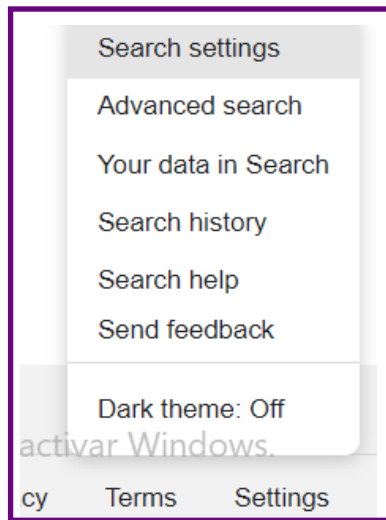 Search settings
Advanced search
Your data in Search
Search history
Search help
Send feedback
Dark theme: Off
activar Windows.
cy Terms Settings